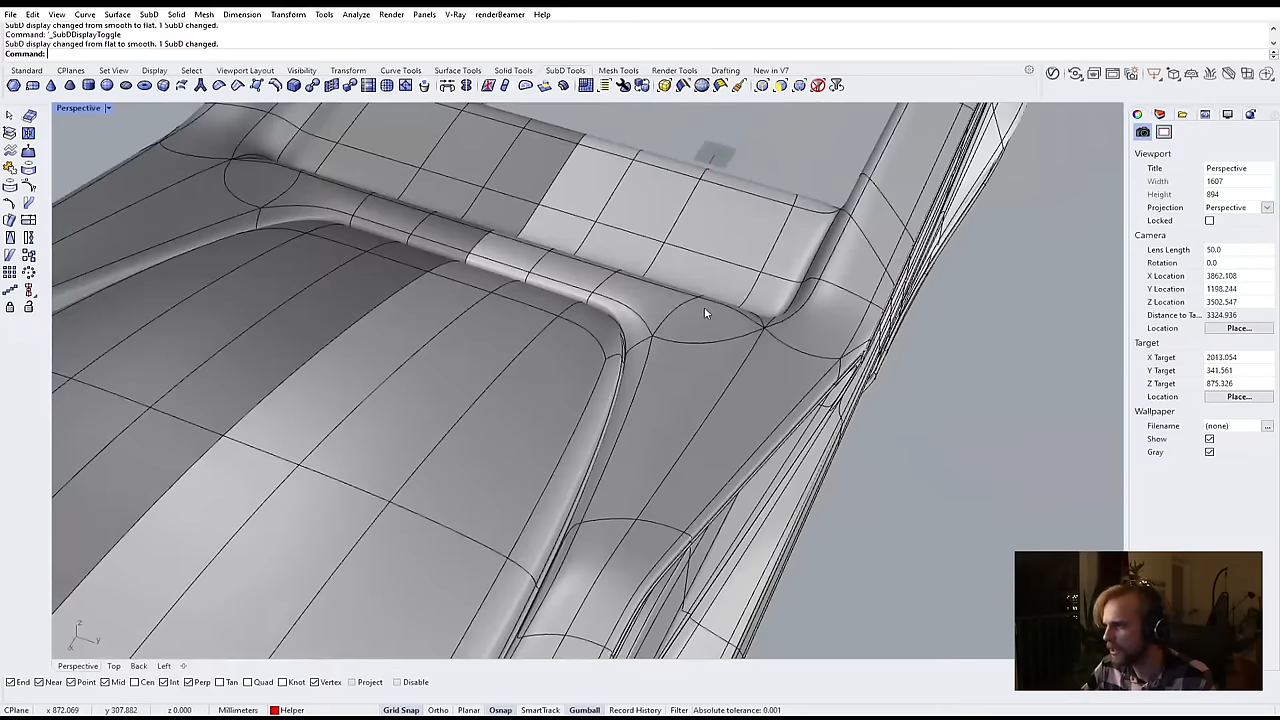 File Edit View Curve Surface SubD Solid Mesh Dimension Transform Tools Analyze Render Panels V-Ray renderBeamer Help
SubD display changed from smooth to flat. 1 SubD changed.
Command: '_SubDDisplayToggle
SubD display changed from flat to smooth. 1 SubD changed.
Command:
Standard CPlanes Set View Display Select Viewport Layout Visibility Transform Curve Tools Surface Tools Solid Tools SubD Tools Mesh Tools Render Tools Drafting New in V7
Perspective
Viewport
Title Perspective
Width 1607
Height 894
Projection Perspective
Locked
Camera
Lens Length 50.0
Rotation 0.0
X Location 3862.108
Y Location 1198.244
Z Location 3502.547
Distance to Ta... 3324.936
Location Place...
Target
X Target 2013.054
Y Target 341.561
Z Target 875.326
Location Place...
Wallpaper
Filename (none) ...
Show
Gray
z
y
x
Perspective Top Back Left
End Near Point Mid Cen Int Perp Tan Quad Knot Vertex Project Disable
CPlane x 872.069 y 307.882 z 0.000 Millimeters Helper Grid Snap Ortho Planar Osnap SmartTrack Gumball Record History Filter Absolute tolerance: 0.001